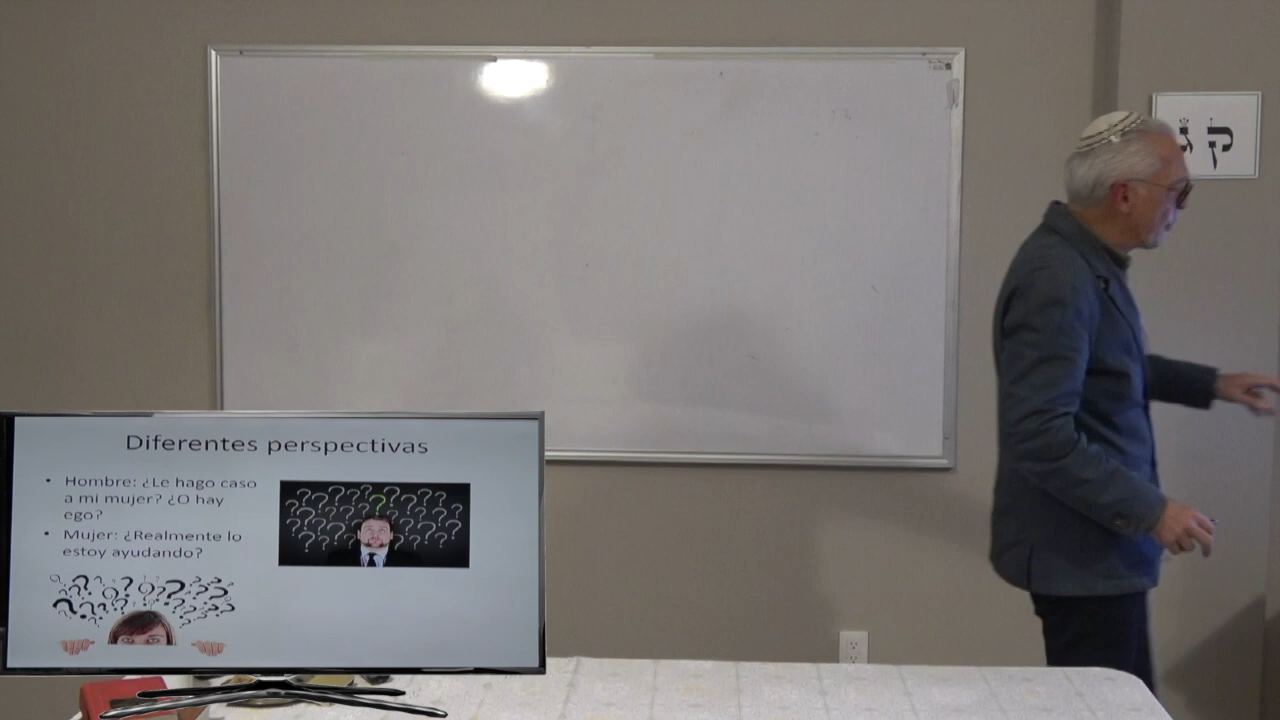 ק ג
Diferentes perspectivas
• Hombre: ¿Le hago caso
a mi mujer? ¿O hay
ego?
• Mujer: ¿Realmente lo
estoy ayudando?